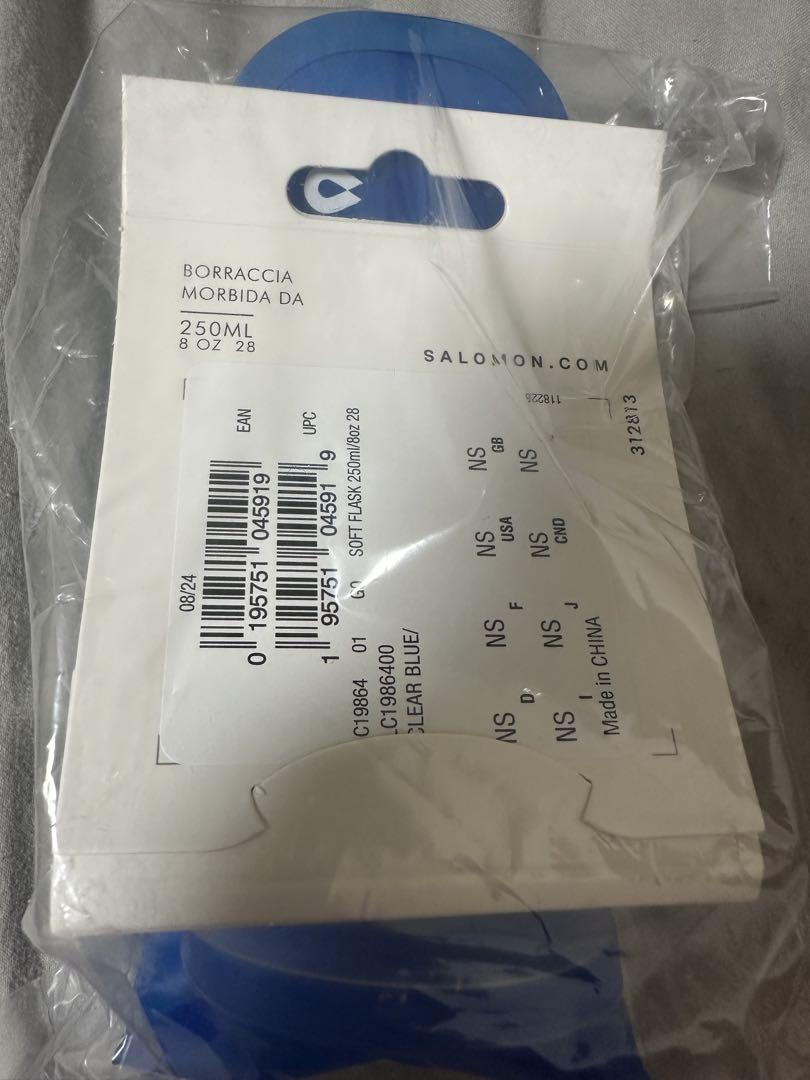 BORRACCIA
MORBIDA DA
250ML
8 OZ 28
SALOMON.COM
312813
118226
08/24
EAN
0 195751 045919
UPC
1 95751 04591 9
SOFT FLASK 250ml/8oz 28
C19864 01
LC1986400
CLEAR BLUE/
NS D
NS F
NS USA
NS GB
NS I
NS J
NS CND
NS
Made in CHINA